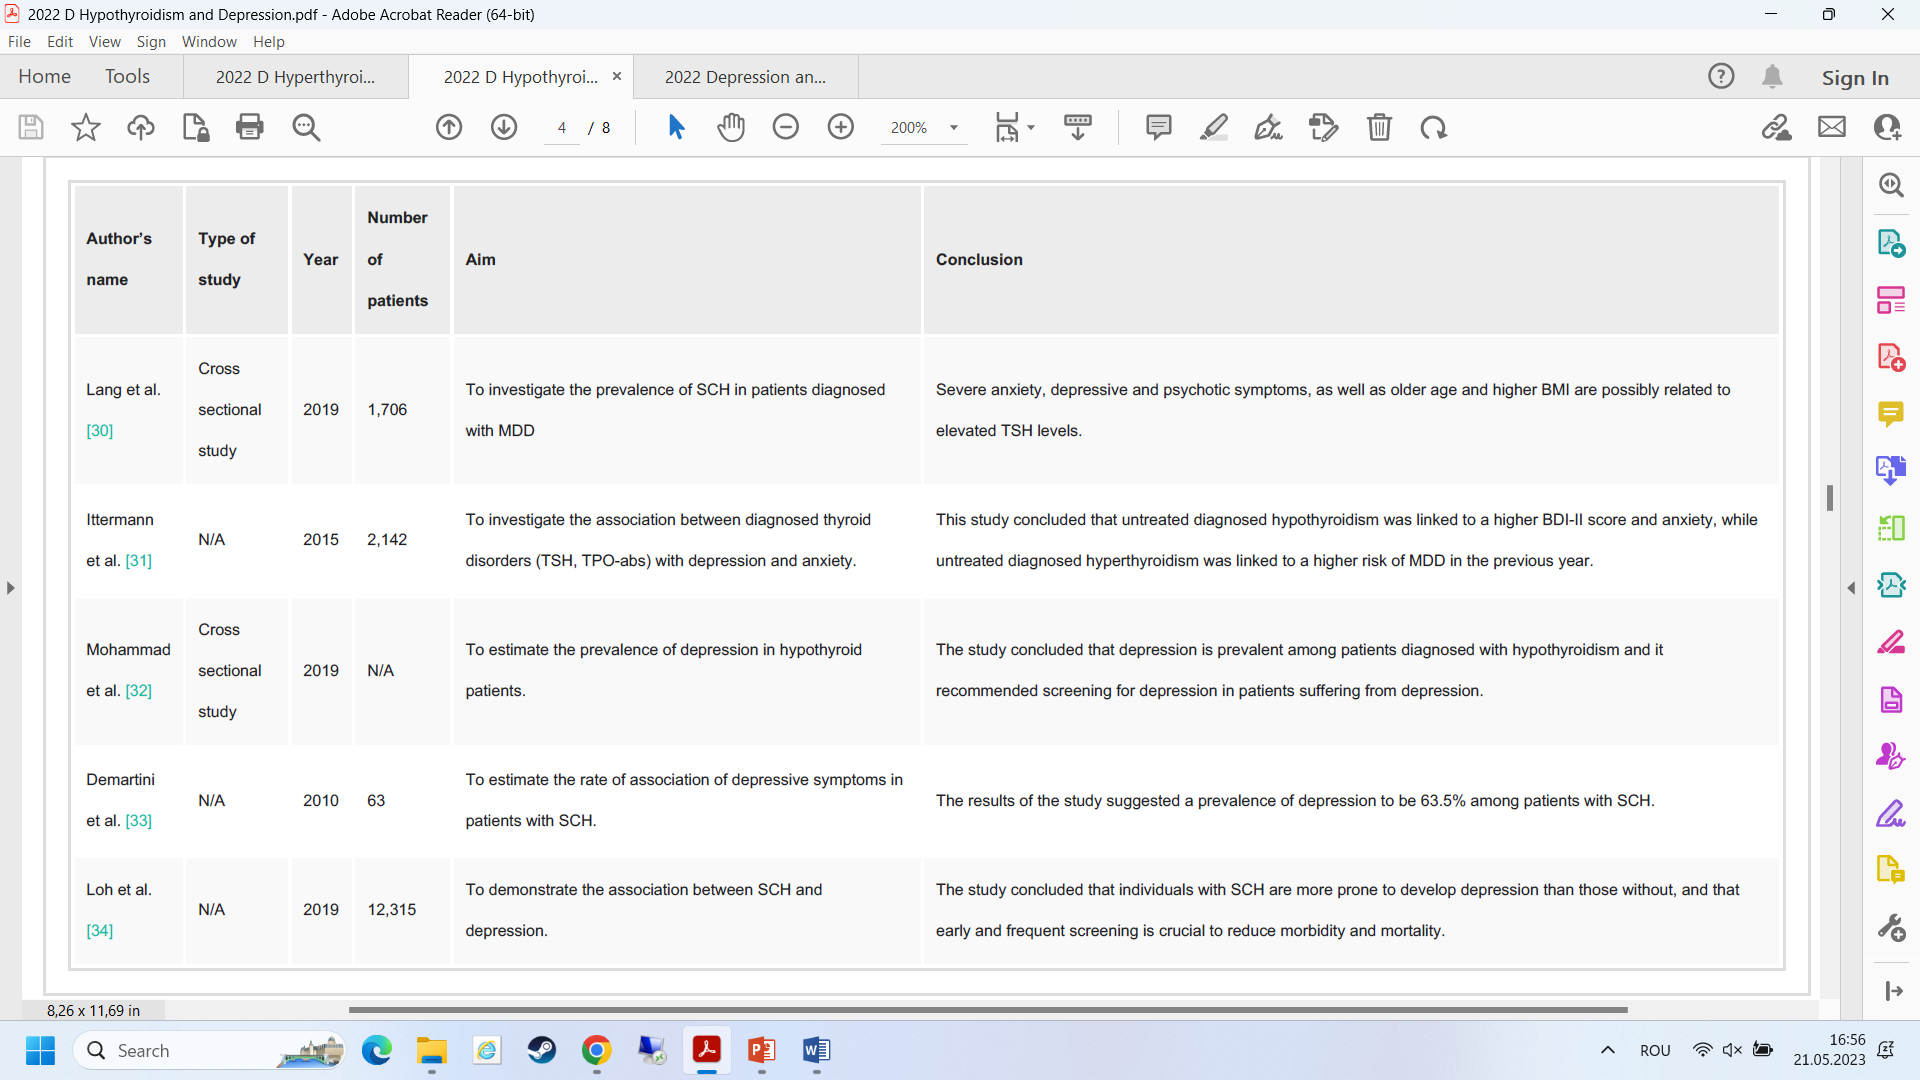 2022 D Hypothyroidism and Depression.pdf - Adobe Acrobat Reader (64-bit)
File Edit View Sign Window Help
Home Tools 2022 D Hyperthyroi... 2022 D Hypothyroi... × 2022 Depression an... Sign In
4 / 8 200%
Author’s name
Type of study
Year
Number of patients
Aim
Conclusion
Lang et al.
[30]
Cross
sectional
study
2019
1,706
To investigate the prevalence of SCH in patients diagnosed
with MDD
Severe anxiety, depressive and psychotic symptoms, as well as older age and higher BMI are possibly related to
elevated TSH levels.
Ittermann
et al. [31]
N/A
2015
2,142
To investigate the association between diagnosed thyroid
disorders (TSH, TPO-abs) with depression and anxiety.
This study concluded that untreated diagnosed hypothyroidism was linked to a higher BDI-II score and anxiety, while
untreated diagnosed hyperthyroidism was linked to a higher risk of MDD in the previous year.
Mohammad
et al. [32]
Cross
sectional
study
2019
N/A
To estimate the prevalence of depression in hypothyroid
patients.
The study concluded that depression is prevalent among patients diagnosed with hypothyroidism and it
recommended screening for depression in patients suffering from depression.
Demartini
et al. [33]
N/A
2010
63
To estimate the rate of association of depressive symptoms in
patients with SCH.
The results of the study suggested a prevalence of depression to be 63.5% among patients with SCH.
Loh et al.
[34]
N/A
2019
12,315
To demonstrate the association between SCH and
depression.
The study concluded that individuals with SCH are more prone to develop depression than those without, and that
early and frequent screening is crucial to reduce morbidity and mortality.
8,26 x 11,69 in
Search
ROU
16:56
21.05.2023